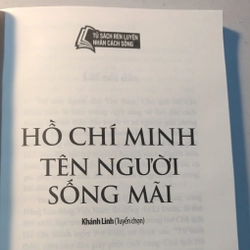 TỦ SÁCH RÈN LUYỆN
NHÂN CÁCH SỐNG
HỒ CHÍ MINH
TÊN NGƯỜI
SỐNG MÃI
Khánh Linh (Tuyển chọn)